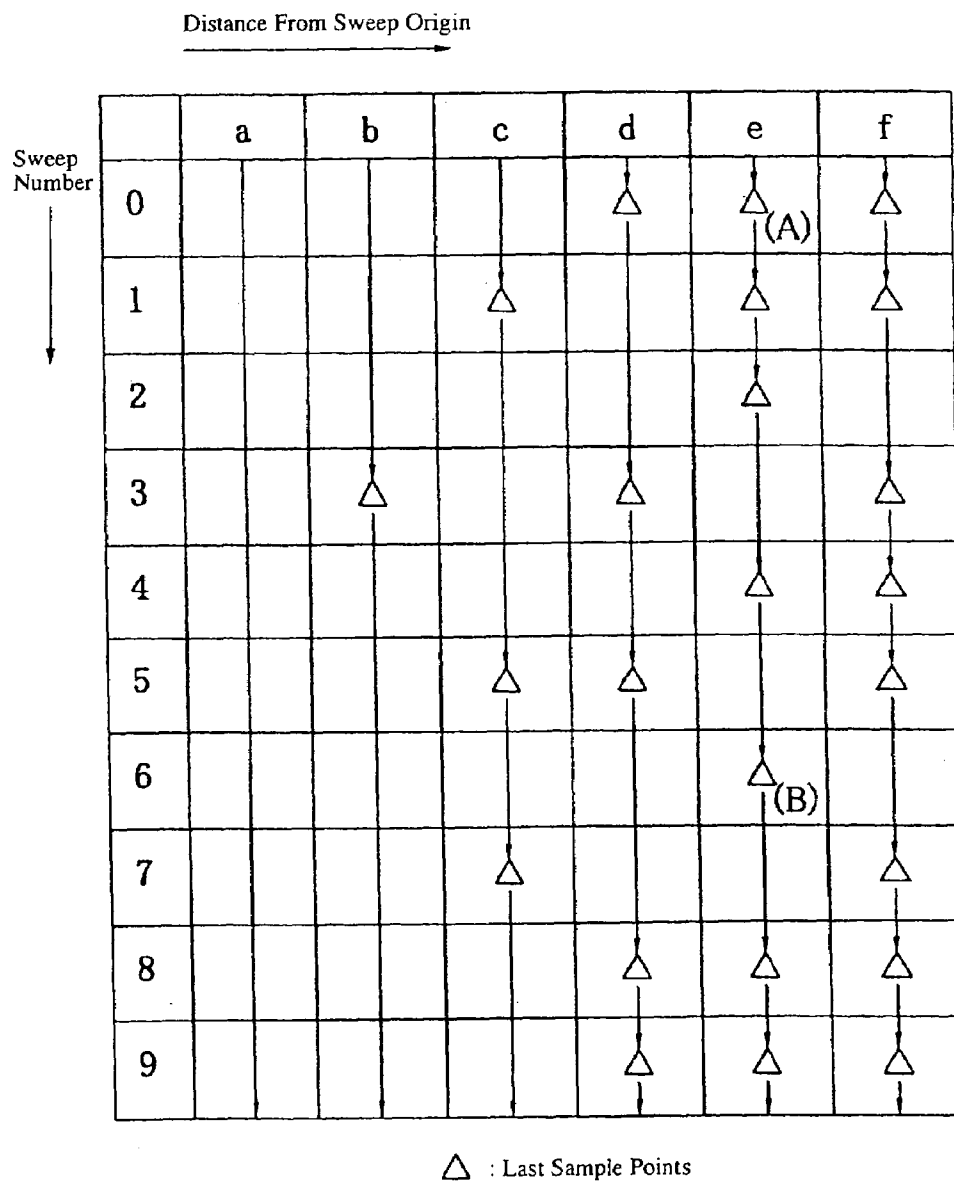 Distance From Sweep Origin
a b c d e f
Sweep
Number
0
(A)
1
2
3
4
5
6
(B)
7
8
9
△ : Last Sample Points